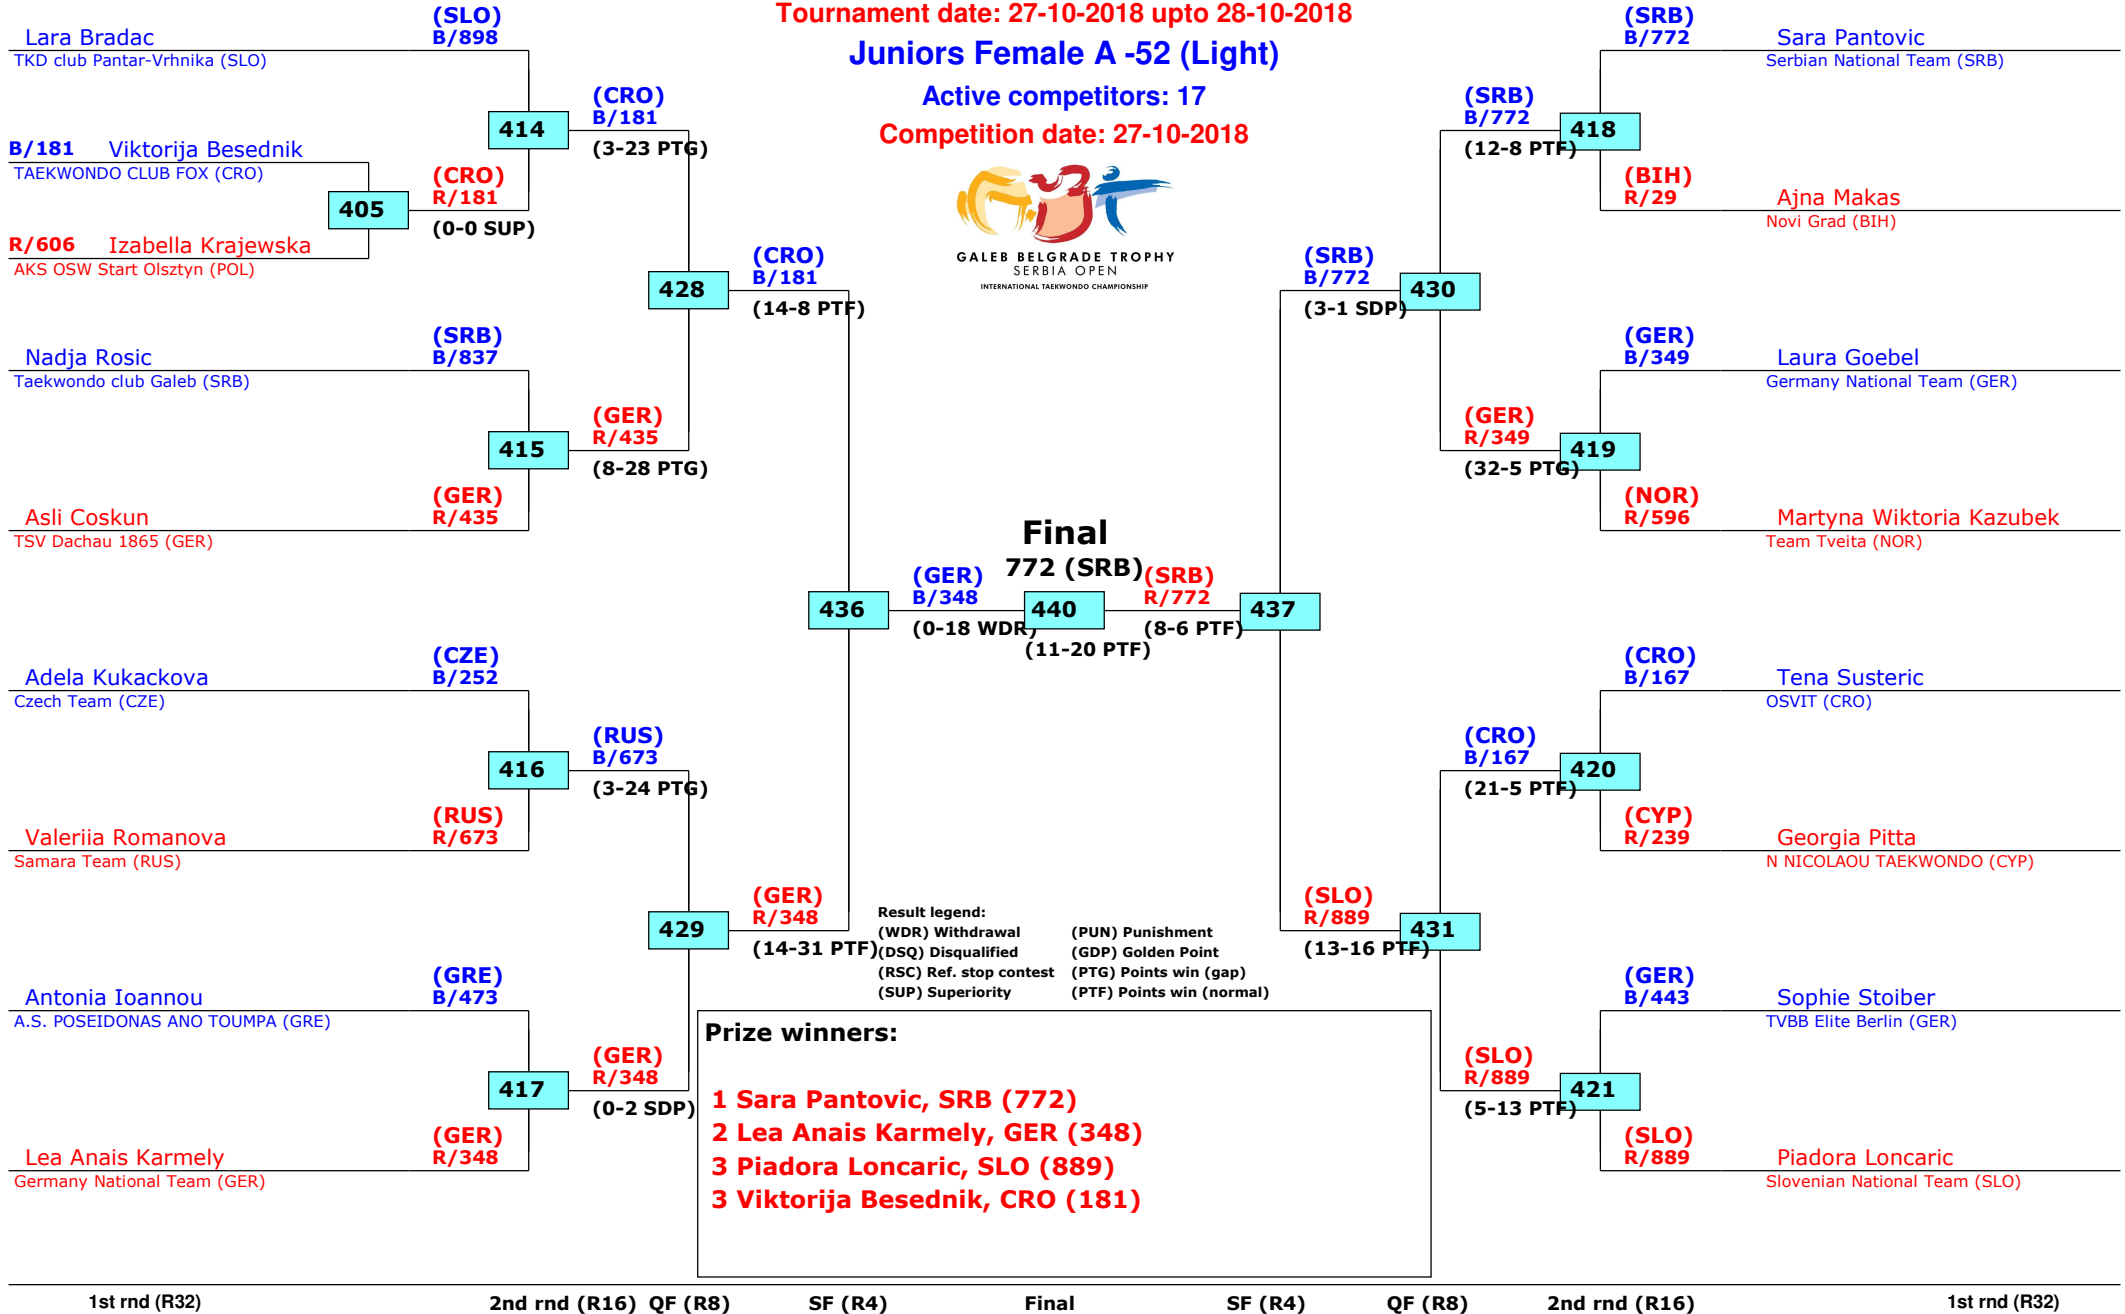 Tournament date: 27-10-2018 upto 28-10-2018
Juniors Female A -52 (Light)
Active competitors: 17
Competition date: 27-10-2018
GALEB BELGRADE TROPHY
SERBIA OPEN
INTERNATIONAL TAEKWONDO CHAMPIONSHIP
(SLO)
Lara Bradac B/898
TKD club Pantar-Vrhnika (SLO)
414
(CRO)
B/181
(3-23 PTG)
B/181 Viktorija Besednik
TAEKWONDO CLUB FOX (CRO)
405
(CRO)
R/181
(0-0 SUP)
R/606 Izabella Krajewska
AKS OSW Start Olsztyn (POL)
428
(CRO)
B/181
(14-8 PTF)
(SRB)
Nadja Rosic B/837
Taekwondo club Galeb (SRB)
415
(GER)
R/435
(8-28 PTG)
(GER)
Asli Coskun R/435
TSV Dachau 1865 (GER)
436
(GER)
B/348
(0-18 WDR)
(CZE)
Adela Kukackova B/252
Czech Team (CZE)
416
(RUS)
B/673
(3-24 PTG)
(RUS)
Valeriia Romanova R/673
Samara Team (RUS)
429
(GER)
R/348
(14-31 PTF)
(GRE)
Antonia Ioannou B/473
A.S. POSEIDONAS ANO TOUMPA (GRE)
417
(GER)
R/348
(0-2 SDP)
(GER)
Lea Anais Karmely R/348
Germany National Team (GER)
Final
772 (SRB)
440
(11-20 PTF)
(SRB)
B/772 Sara Pantovic
Serbian National Team (SRB)
(SRB)
B/772
418
(12-8 PTF)
(BIH)
R/29 Ajna Makas
Novi Grad (BIH)
(SRB)
B/772
430
(3-1 SDP)
(GER)
B/349 Laura Goebel
Germany National Team (GER)
(GER)
R/349
419
(32-5 PTG)
(NOR)
R/596 Martyna Wiktoria Kazubek
Team Tveita (NOR)
(SRB)
R/772
437
(8-6 PTF)
(CRO)
B/167 Tena Susteric
OSVIT (CRO)
(CRO)
B/167
420
(21-5 PTF)
(CYP)
R/239 Georgia Pitta
N NICOLAOU TAEKWONDO (CYP)
(SLO)
R/889
431
(13-16 PTF)
(GER)
B/443 Sophie Stoiber
TVBB Elite Berlin (GER)
(SLO)
R/889
421
(5-13 PTF)
(SLO)
R/889 Piadora Loncaric
Slovenian National Team (SLO)
Result legend:
(WDR) Withdrawal (PUN) Punishment
(DSQ) Disqualified (GDP) Golden Point
(RSC) Ref. stop contest (PTG) Points win (gap)
(SUP) Superiority (PTF) Points win (normal)
Prize winners:
1 Sara Pantovic, SRB (772)
2 Lea Anais Karmely, GER (348)
3 Piadora Loncaric, SLO (889)
3 Viktorija Besednik, CRO (181)
1st rnd (R32) 2nd rnd (R16) QF (R8) SF (R4) Final SF (R4) QF (R8) 2nd rnd (R16) 1st rnd (R32)